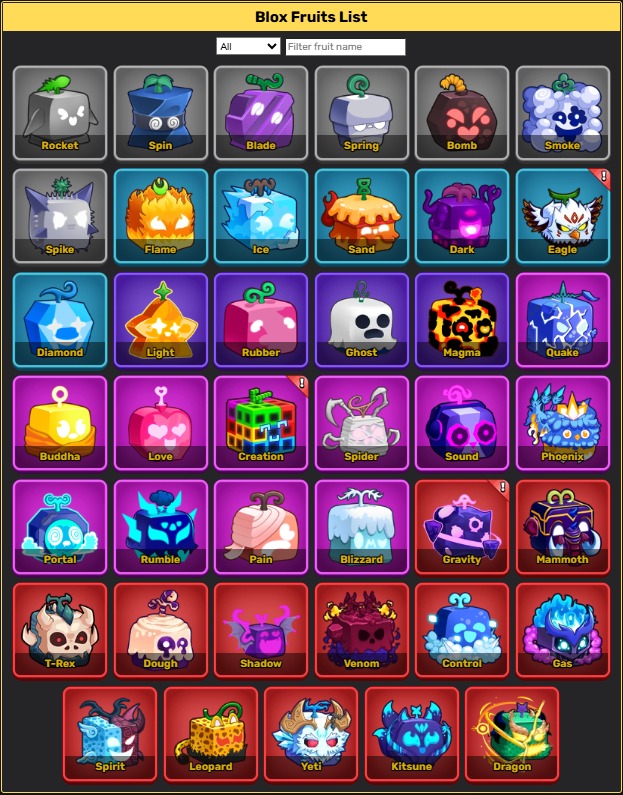 Blox Fruits List
All Filter fruit name
Rocket Spin Blade Spring Bomb Smoke
!
Spike Flame Ice Sand Dark Eagle
Diamond Light Rubber Ghost Magma Quake
!
Buddha Love Creation Spider Sound Phoenix
!
Portal Rumble Pain Blizzard Gravity Mammoth
T-Rex Dough Shadow Venom Control Gas
Spirit Leopard Yeti Kitsune Dragon